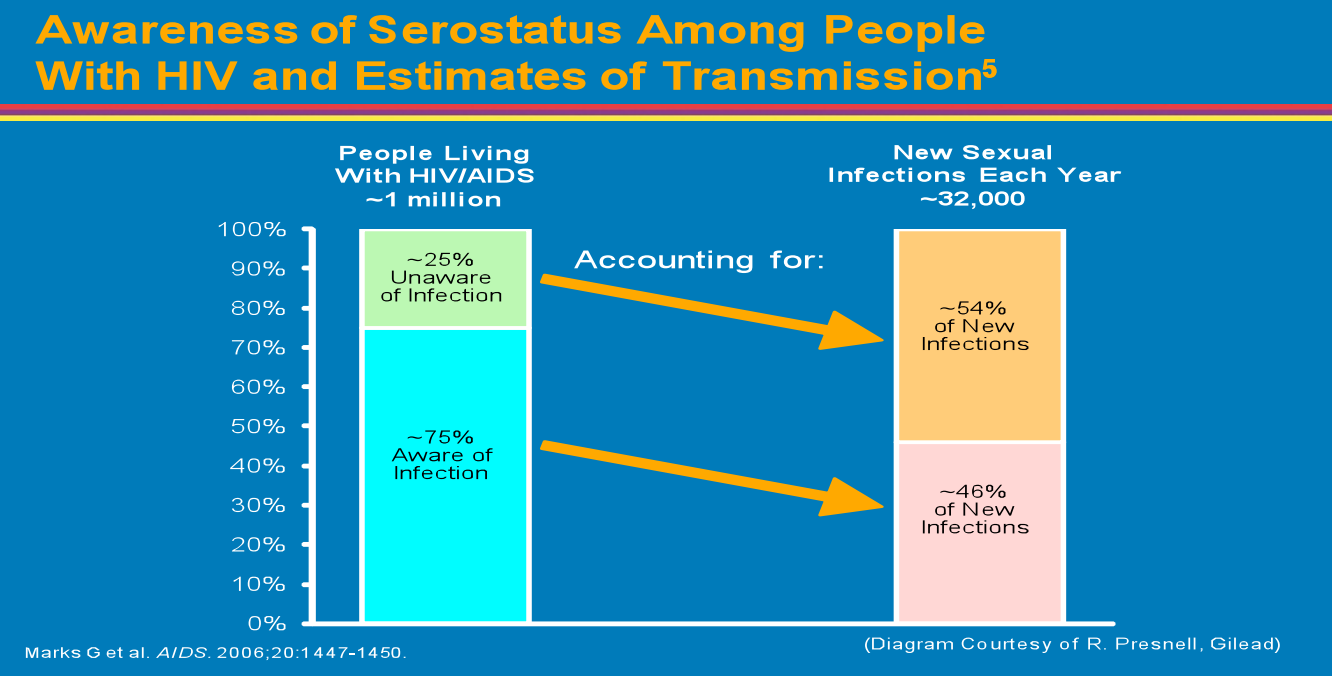 Awareness of Serostatus Among People
With HIV and Estimates of Transmission⁵
People Living
With HIV/AIDS
~1 million
New Sexual
Infections Each Year
~32,000
100%
90%
80%
70%
60%
50%
40%
30%
20%
10%
0%
~25%
Unaware
of Infection
~75%
Aware of
Infection
Accounting for:
~54%
of New
Infections
~46%
of New
Infections
Marks G et al. AIDS. 2006;20:1447-1450.
(Diagram Courtesy of R. Presnell, Gilead)